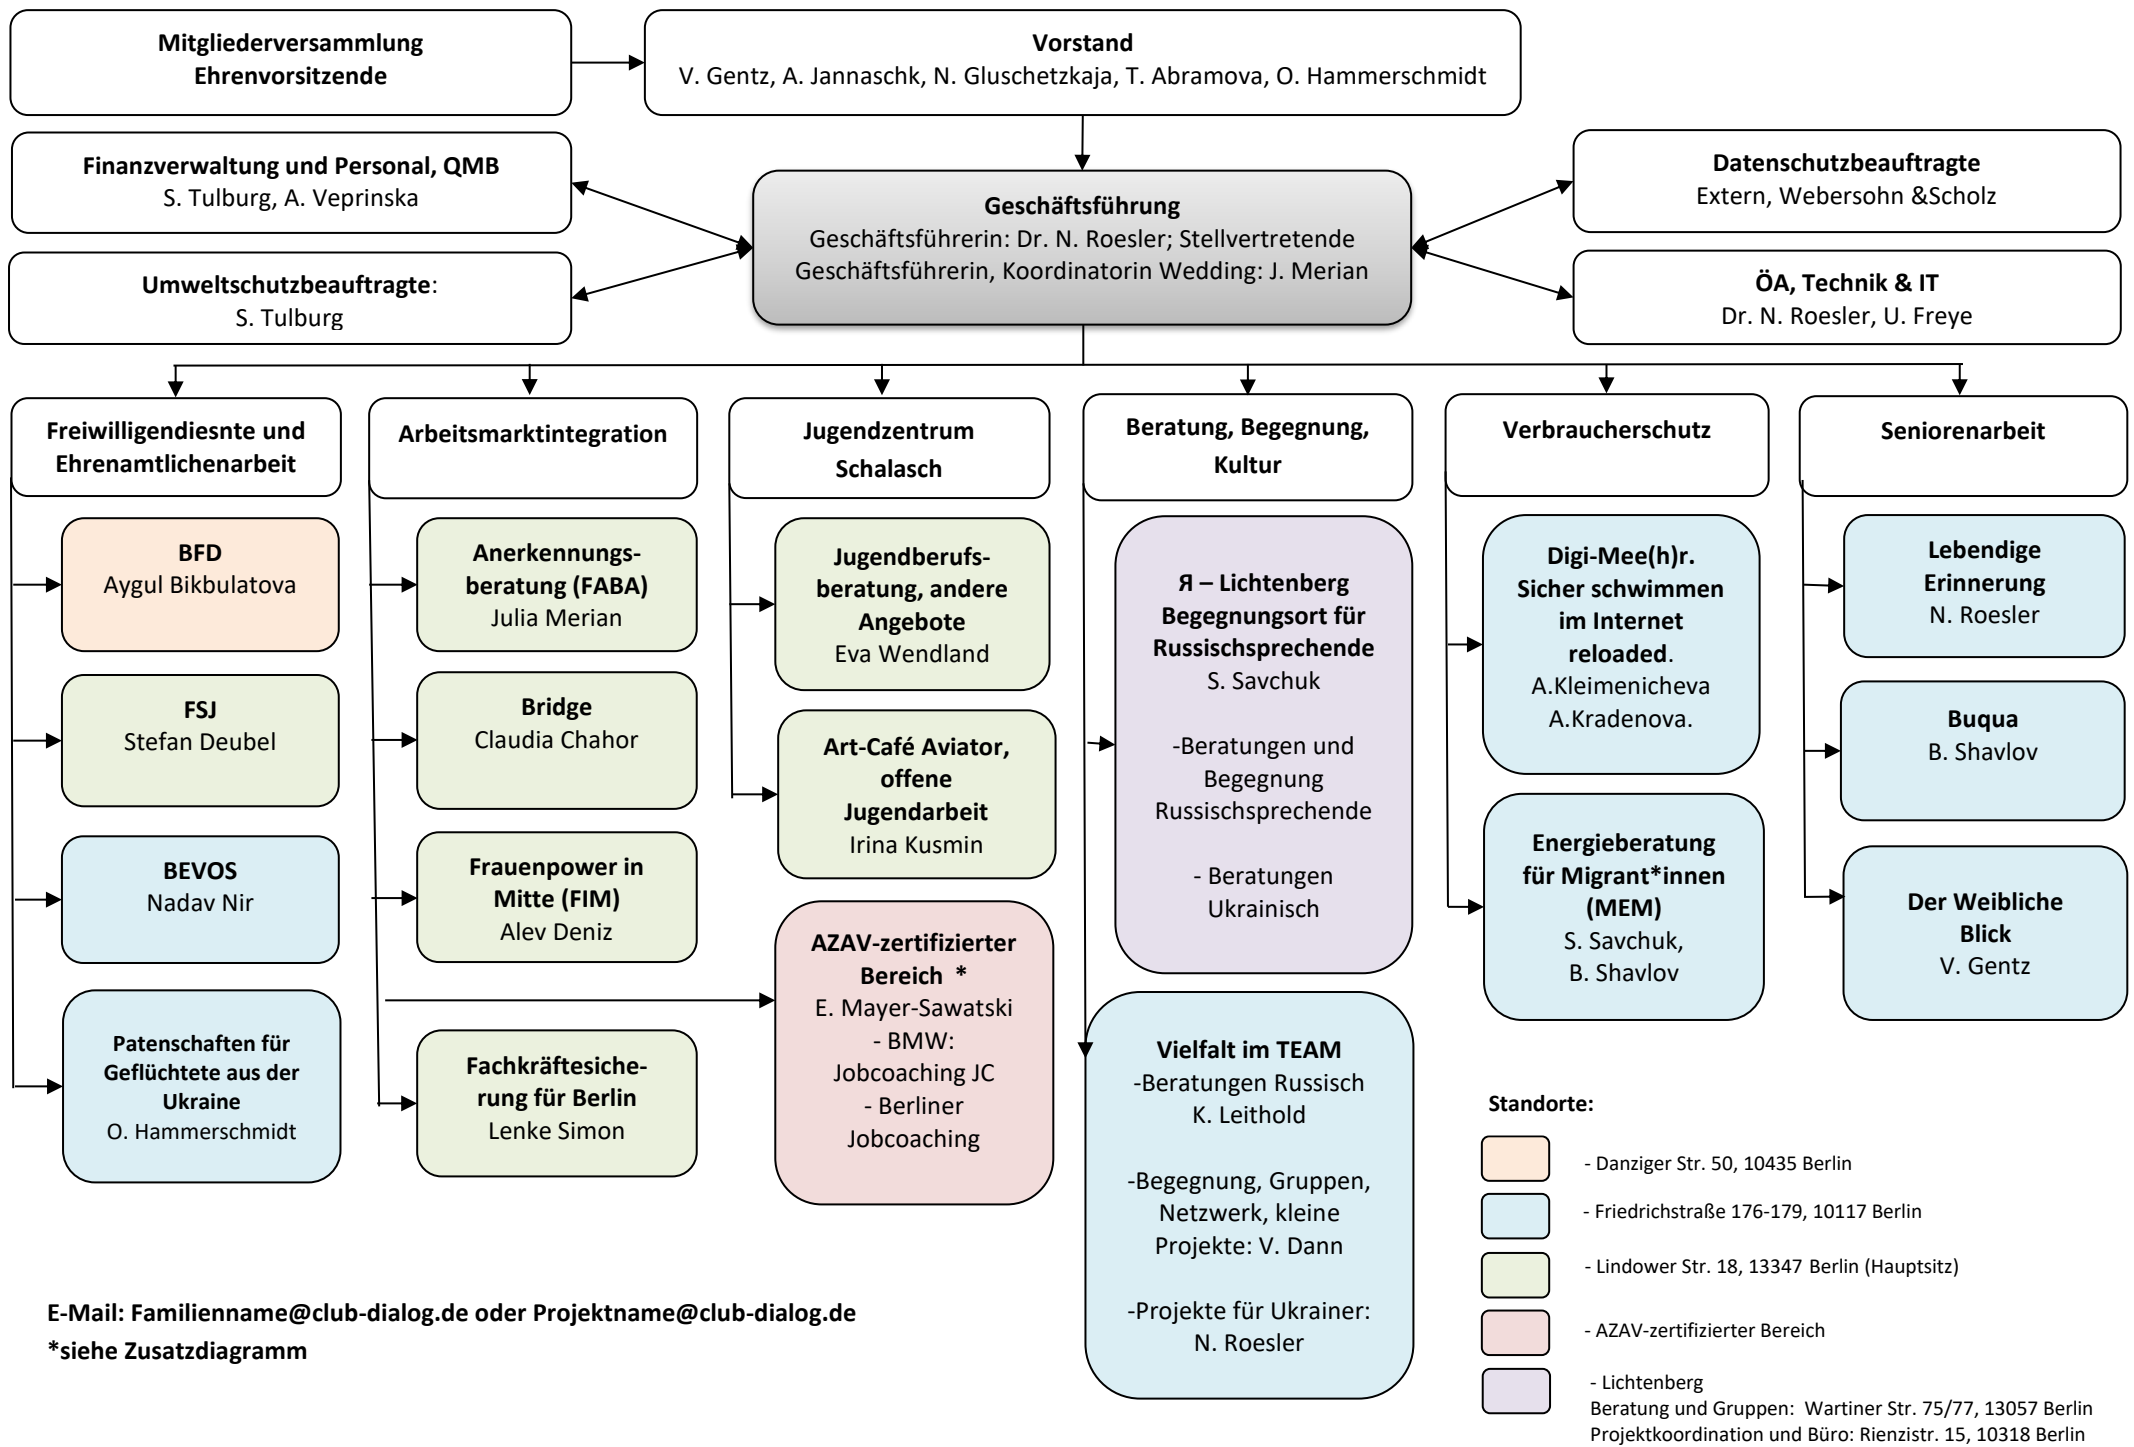 Mitgliederversammlung
Ehrenvorsitzende
Vorstand
V. Gentz, A. Jannaschk, N. Gluschetzkaja, T. Abramova, O. Hammerschmidt
Finanzverwaltung und Personal, QMB
S. Tulburg, A. Veprinska
Umweltschutzbeauftragte:
S. Tulburg
Geschäftsführung
Geschäftsführerin: Dr. N. Roesler; Stellvertretende
Geschäftsführerin, Koordinatorin Wedding: J. Merian
Datenschutzbeauftragte
Extern, Webersohn &Scholz
ÖA, Technik & IT
Dr. N. Roesler, U. Freye
Freiwilligendiesnte und
Ehrenamtlichenarbeit
BFD
Aygul Bikbulatova
FSJ
Stefan Deubel
BEVOS
Nadav Nir
Patenschaften für
Geflüchtete aus der
Ukraine
O. Hammerschmidt
Arbeitsmarktintegration
Anerkennungs-
beratung (FABA)
Julia Merian
Bridge
Claudia Chahor
Frauenpower in
Mitte (FIM)
Alev Deniz
Fachkräftesiche-
rung für Berlin
Lenke Simon
Jugendzentrum
Schalasch
Jugendberufs-
beratung, andere
Angebote
Eva Wendland
Art-Café Aviator,
offene
Jugendarbeit
Irina Kusmin
AZAV-zertifizierter
Bereich *
E. Mayer-Sawatski
- BMW:
Jobcoaching JC
- Berliner
Jobcoaching
Beratung, Begegnung,
Kultur
Я – Lichtenberg
Begegnungsort für
Russischsprechende
S. Savchuk
-Beratungen und
Begegnung
Russischsprechende
- Beratungen
Ukrainisch
Vielfalt im TEAM
-Beratungen Russisch
K. Leithold
-Begegnung, Gruppen,
Netzwerk, kleine
Projekte: V. Dann
-Projekte für Ukrainer:
N. Roesler
Verbraucherschutz
Digi-Mee(h)r.
Sicher schwimmen
im Internet
reloaded.
A.Kleimenicheva
A.Kradenova.
Energieberatung
für Migrant*innen
(MEM)
S. Savchuk,
B. Shavlov
Seniorenarbeit
Lebendige
Erinnerung
N. Roesler
Buqua
B. Shavlov
Der Weibliche
Blick
V. Gentz
Standorte:
- Danziger Str. 50, 10435 Berlin
- Friedrichstraße 176-179, 10117 Berlin
- Lindower Str. 18, 13347 Berlin (Hauptsitz)
- AZAV-zertifizierter Bereich
- Lichtenberg
Beratung und Gruppen: Wartiner Str. 75/77, 13057 Berlin
Projektkoordination und Büro: Rienzistr. 15, 10318 Berlin
E-Mail: Familienname@club-dialog.de oder Projektname@club-dialog.de
*siehe Zusatzdiagramm